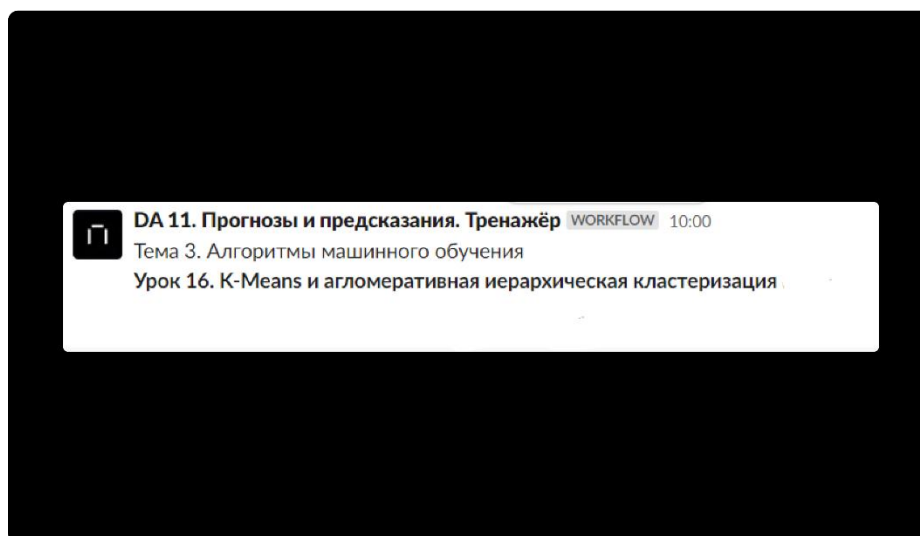 DA 11. Прогнозы и предсказания. Тренажёр WORKFLOW 10:00
Тема 3. Алгоритмы машинного обучения
Урок 16. K-Means и агломеративная иерархическая кластеризация